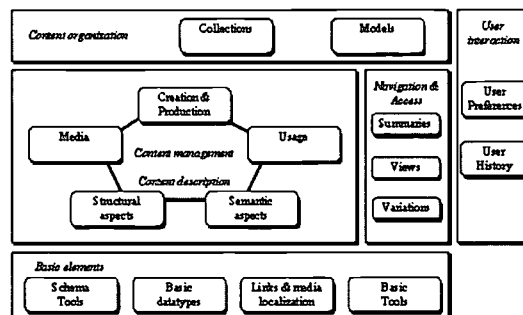 Content organization
Collections
Models
User
interaction
Creation &
Production
Media
Usage
Content management
Content description
Structural
aspects
Semantic
aspects
Navigation &
Access
Summaries
Views
Variations
User
Preferences
User
History
Basic elements
Schema
Tools
Basic
datatypes
Links & media
localization
Basic
Tools